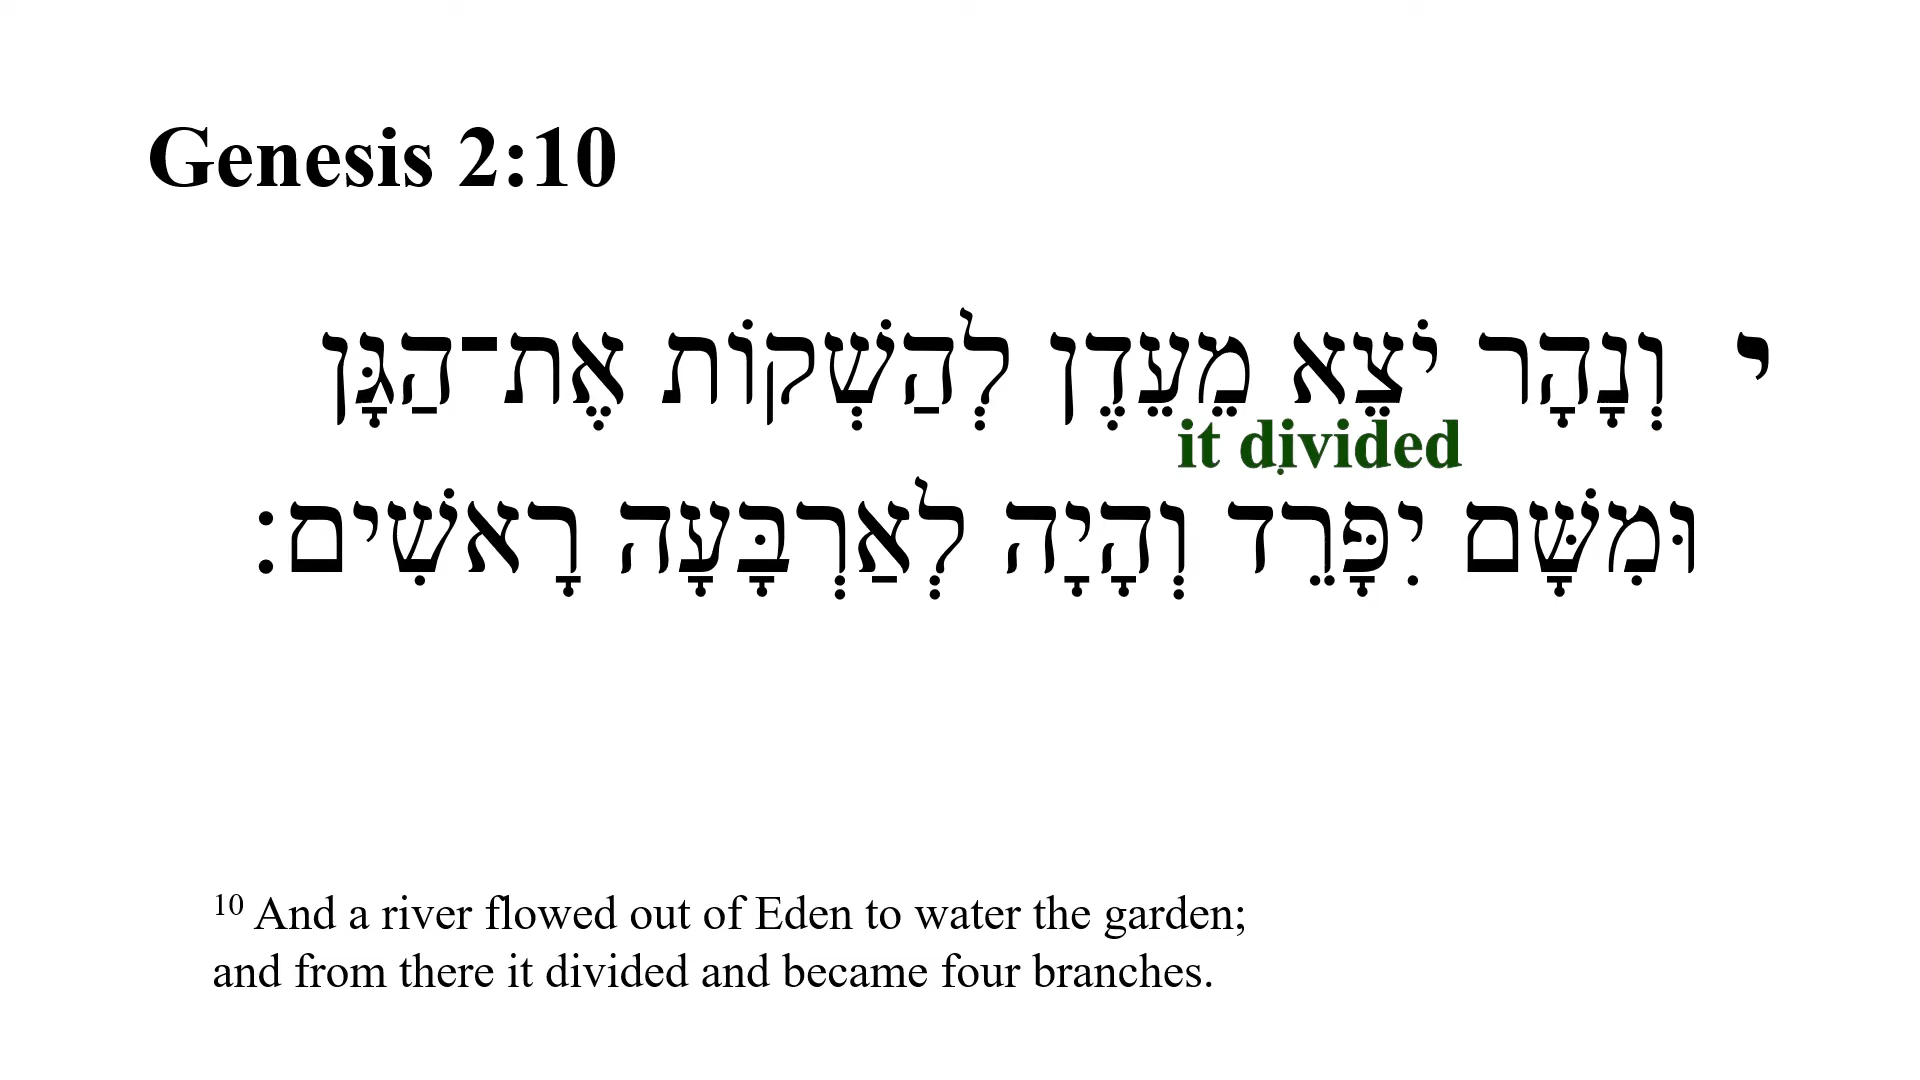 Genesis 2:10
י וְנָהָר יֹצֵא מֵעֵדֶן לְהַשְׁקוֹת אֶת־הַגָּן
it divided
וּמִשָּׁם יִפָּרֵד וְהָיָה לְאַרְבָּעָה רָאשִׁים׃
10 And a river flowed out of Eden to water the garden;
and from there it divided and became four branches.